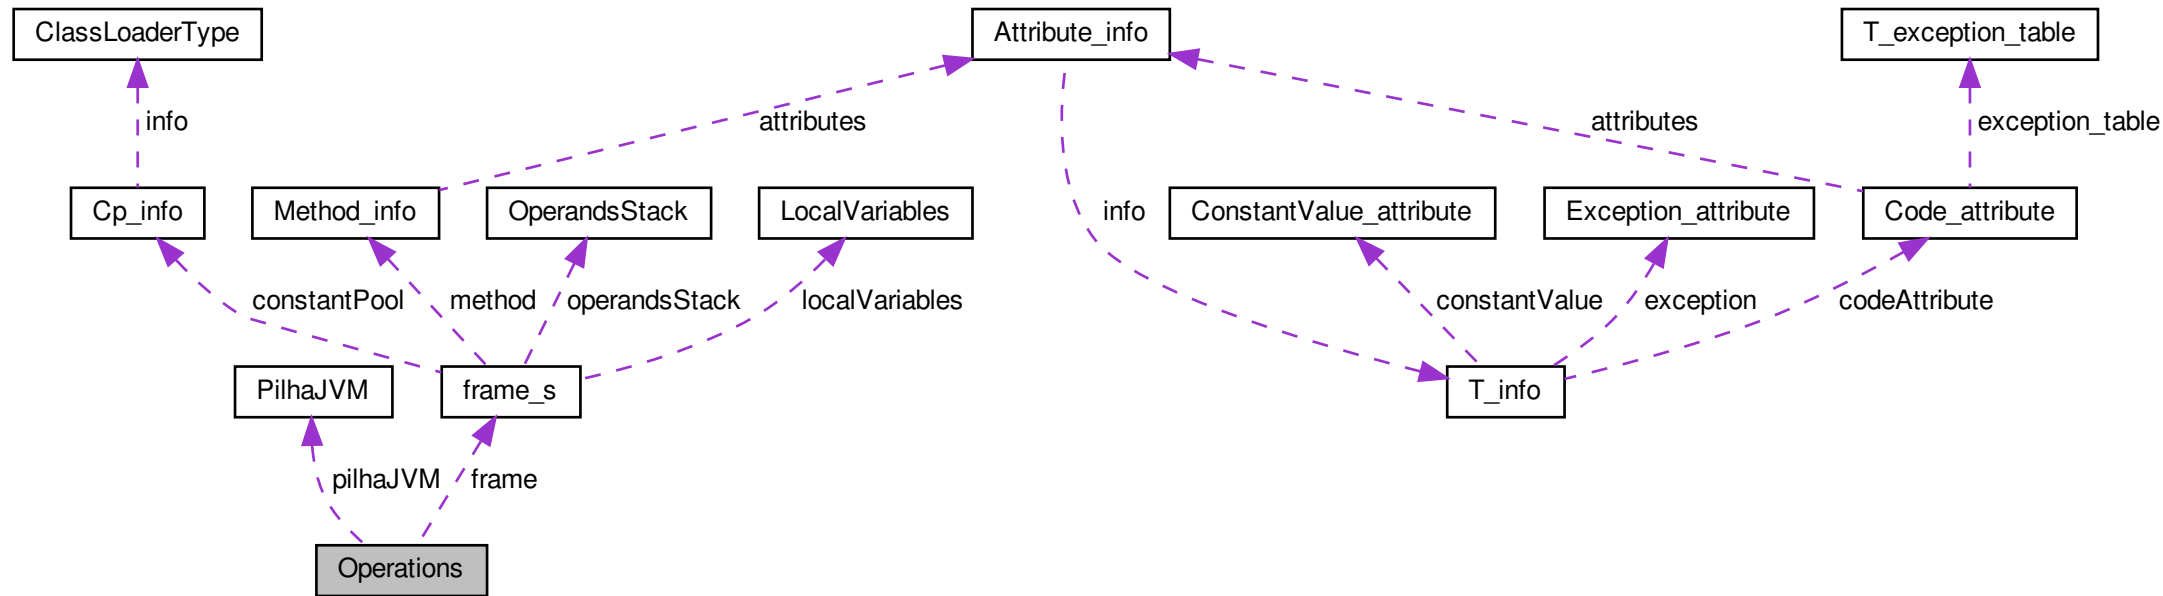 ClassLoaderType
Attribute_info
T_exception_table
info
attributes
attributes
exception_table
Cp_info
Method_info
OperandsStack
LocalVariables
info
ConstantValue_attribute
Exception_attribute
Code_attribute
constantPool
method
operandsStack
localVariables
constantValue
exception
codeAttribute
PilhaJVM
frame_s
T_info
pilhaJVM
frame
Operations